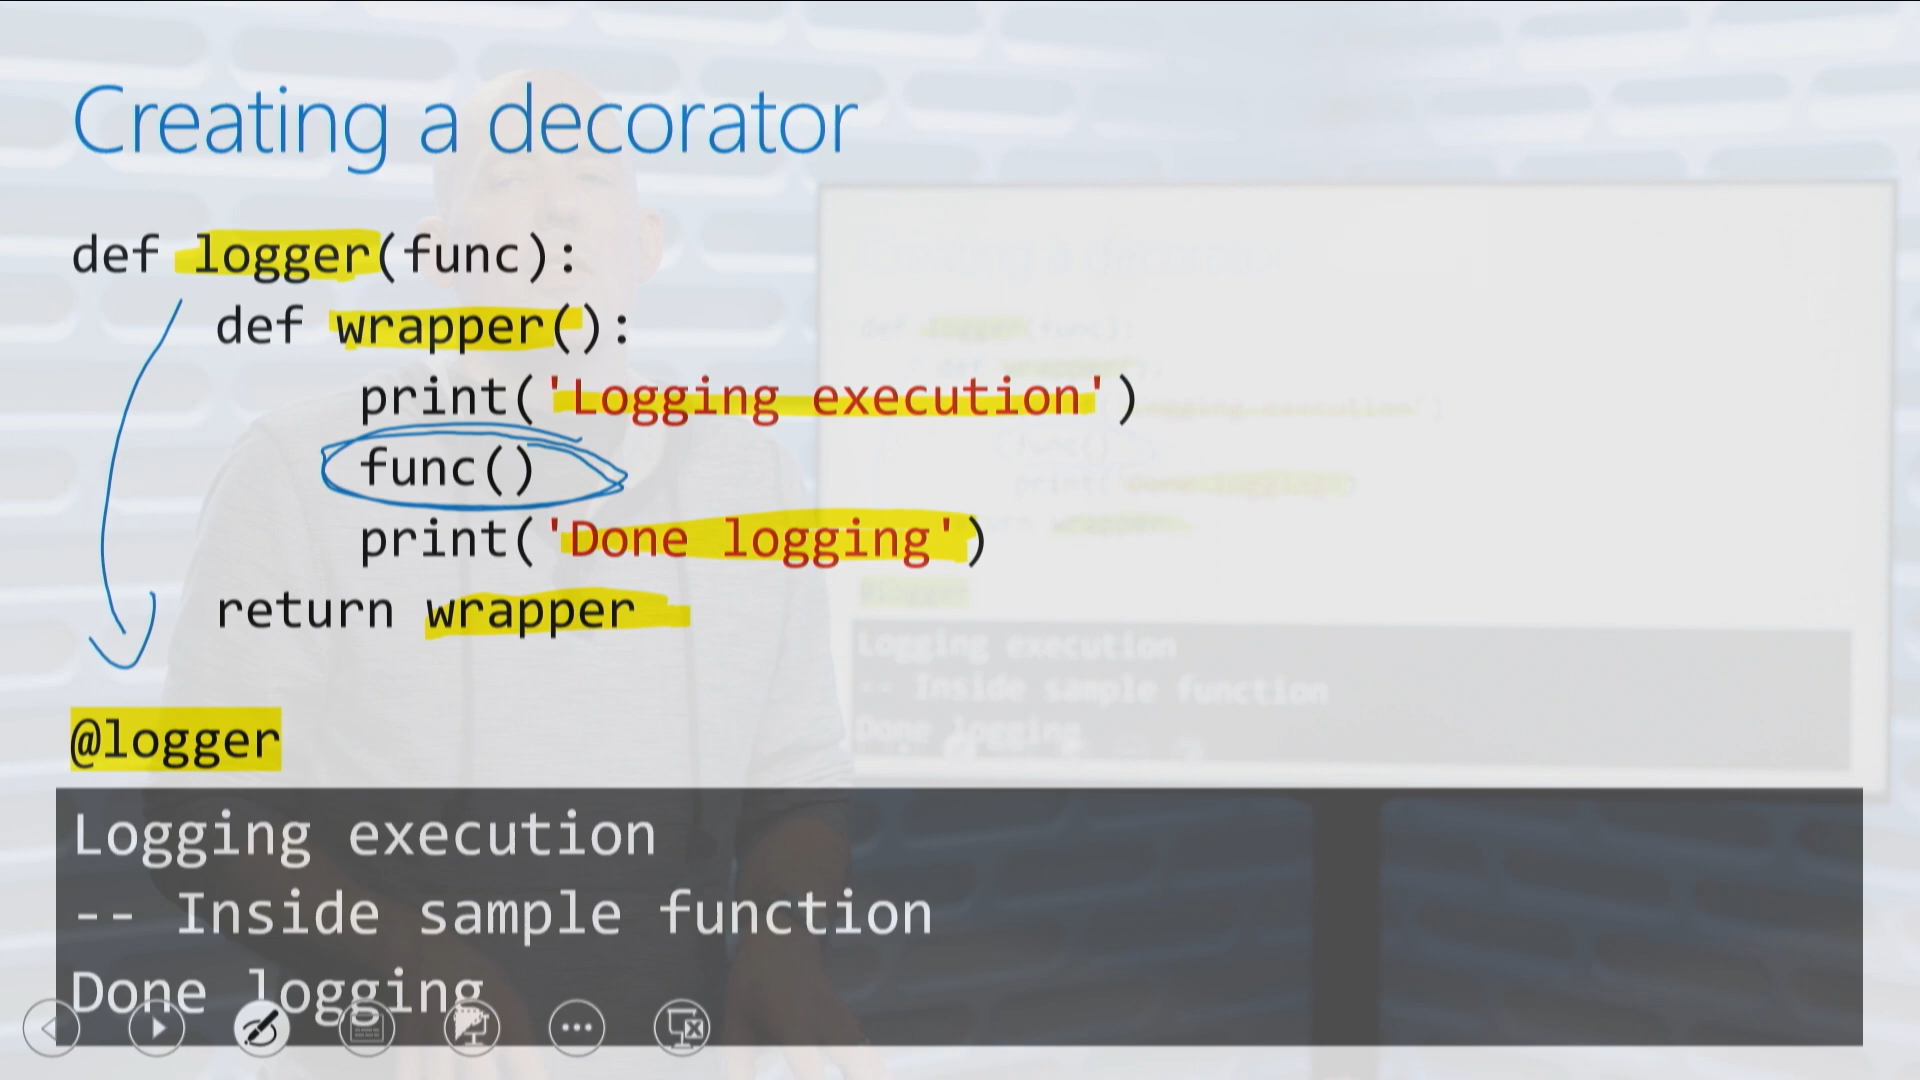 Creating a decorator
def logger(func):
def wrapper():
print('Logging execution')
func()
print('Done logging')
return wrapper
@logger
Logging execution
-- Inside sample function
Done logging